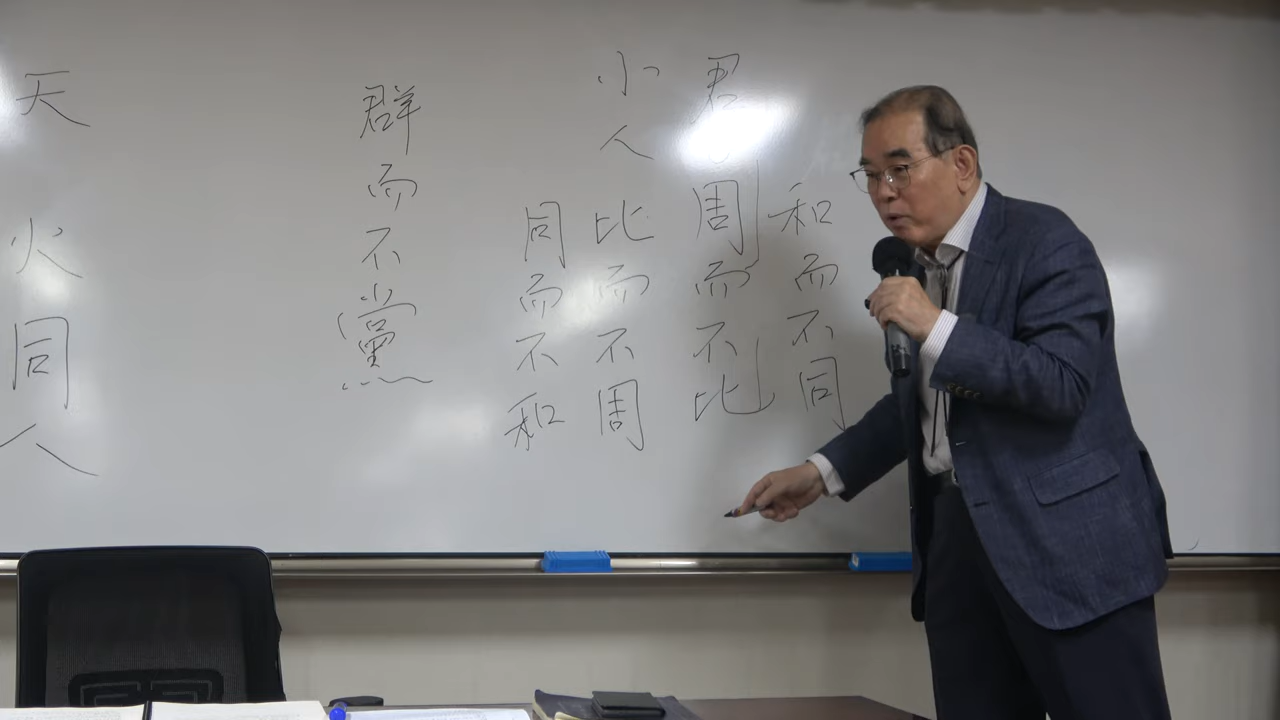 和而不同
君 周而不比
小人 比而不周
同而不和
群而不黨
天火同人